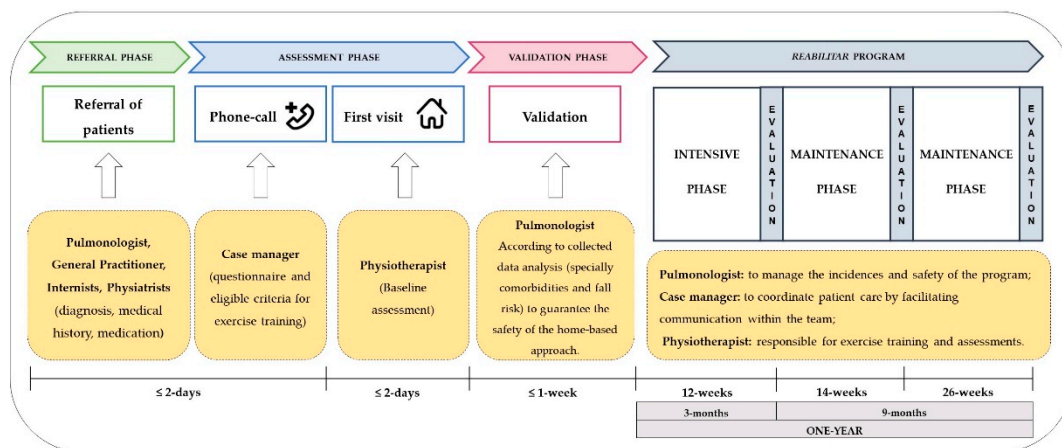 REFERRAL PHASE
ASSESSMENT PHASE
VALIDATION PHASE
REABILITAR PROGRAM
Referral of
patients
Phone-call
First visit
Validation
INTENSIVE
PHASE
EVALUATION
MAINTENANCE
PHASE
EVALUATION
MAINTENANCE
PHASE
EVALUATION
Pulmonologist,
General Practitioner,
Internists, Physiatrists
(diagnosis, medical
history, medication)
Case manager
(questionnaire and
eligible criteria for
exercise training)
Physiotherapist
(Baseline
assessment)
Pulmonologist
According to collected
data analysis (specially
comorbidities and fall
risk) to guarantee the
safety of the home-based
approach.
Pulmonologist: to manage the incidences and safety of the program;
Case manager: to coordinate patient care by facilitating
communication within the team;
Physiotherapist: responsible for exercise training and assessments.
≤ 2-days
≤ 2-days
≤ 1-week
12-weeks
14-weeks
26-weeks
3-months
9-months
ONE-YEAR